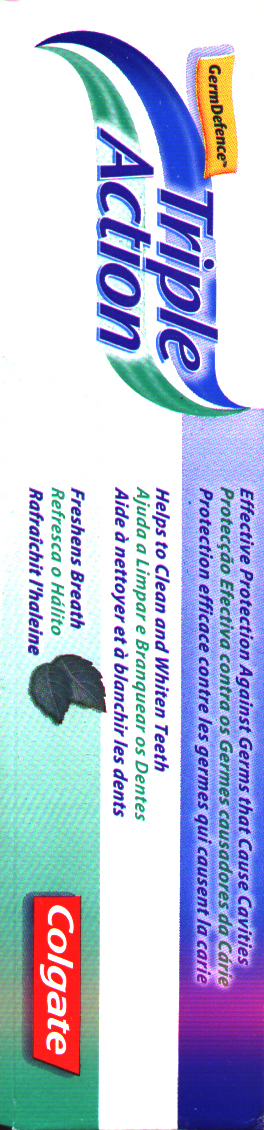 GermDefence™
Triple
Action
Effective Protection Against Germs that Cause Cavities
Protecção Efectiva contra os Germes causadores da Cárie
Protection efficace contre les germes qui causent la carie
Helps to Clean and Whiten Teeth
Ajuda a Limpar e Branquear os Dentes
Aide à nettoyer et à blanchir les dents
Freshens Breath
Refresca o Hálito
Rafraîchit l'haleine
Colgate